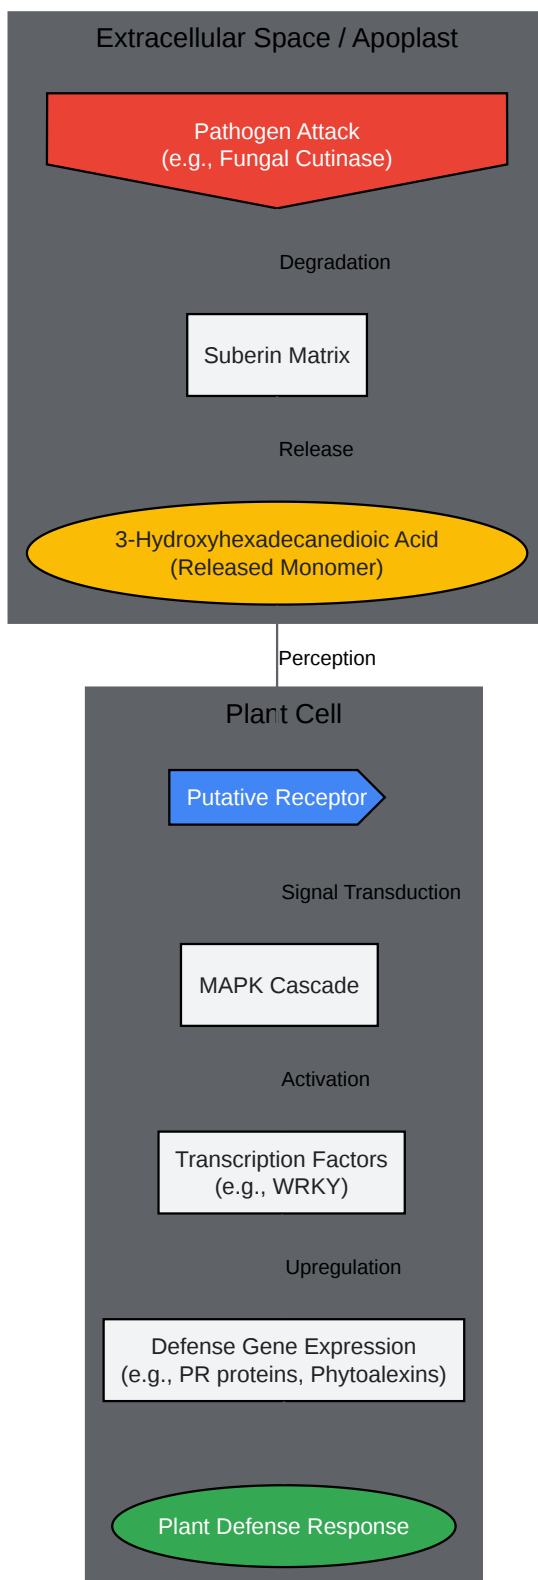 Extracellular Space / Apoplast
Pathogen Attack
(e.g., Fungal Cutinase)
Degradation
Suberin Matrix
Release
3-Hydroxyhexadecanedioic Acid
(Released Monomer)
Perception
Plant Cell
Putative Receptor
Signal Transduction
MAPK Cascade
Activation
Transcription Factors
(e.g., WRKY)
Upregulation
Defense Gene Expression
(e.g., PR proteins, Phytoalexins)
Plant Defense Response